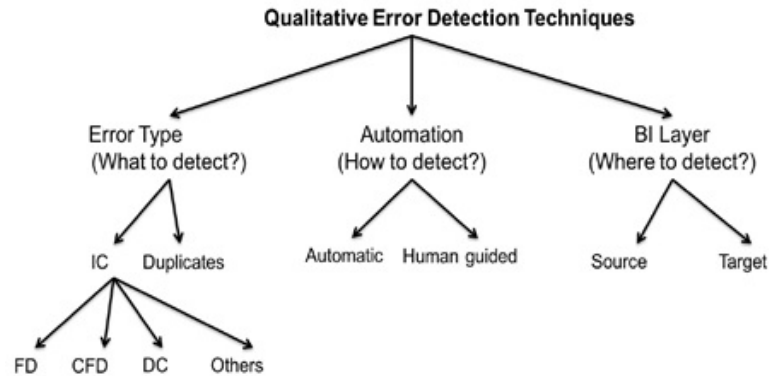 Qualitative Error Detection Techniques
Error Type
(What to detect?)
Automation
(How to detect?)
BI Layer
(Where to detect?)
IC
Duplicates
Automatic
Human guided
Source
Target
FD
CFD
DC
Others